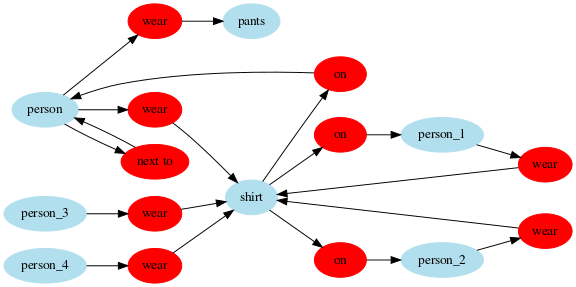 wear
pants
on
person
wear
on
person_1
next to
wear
shirt
person_3
wear
wear
person_4
wear
on
person_2